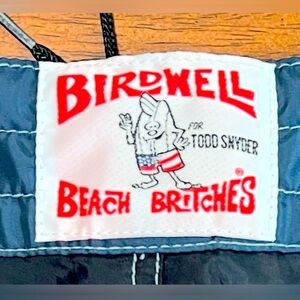 BIRDWELL
FOR
TODD SNYDER
BEACH BRITCHES®